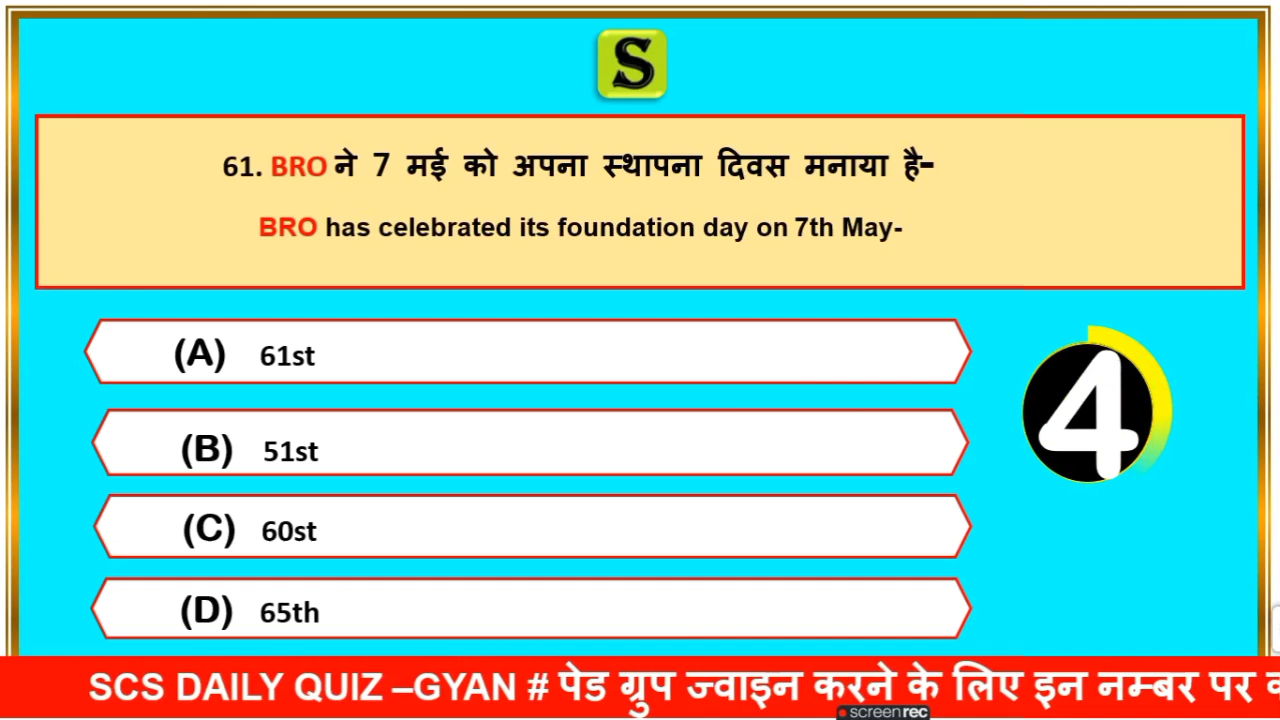 S
61. BRO ने 7 मई को अपना स्थापना दिवस मनाया है-
BRO has celebrated its foundation day on 7th May-
(A) 61st
(B) 51st
(C) 60st
(D) 65th
4
SCS DAILY QUIZ –GYAN # पेड ग्रुप ज्वाइन करने के लिए इन नम्बर पर
screenrec